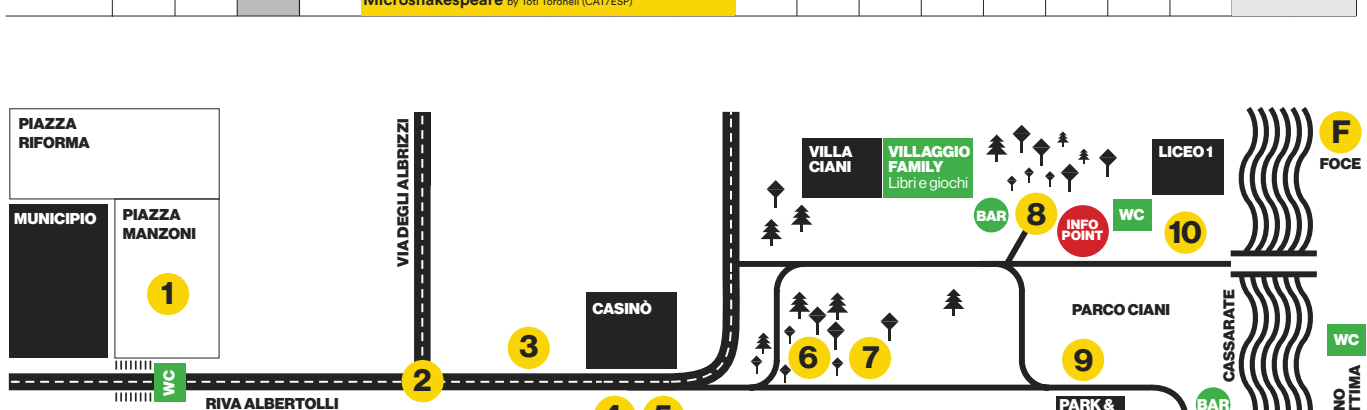 Microshakespeare by Toti Toronell (CAT/ESP)
PIAZZA
RIFORMA
MUNICIPIO
PIAZZA
MANZONI
1
WC
RIVA ALBERTOLLI
VIA DEGLI ALBRIZZI
2
3
CASINÒ
4
5
VILLA
CIANI
VILLAGGIO
FAMILY
Libri e giochi
BAR
8
INFO
POINT
WC
10
LICEO 1
F
FOCE
6
7
PARCO CIANI
9
PARK &
CASSARATE
BAR
WC